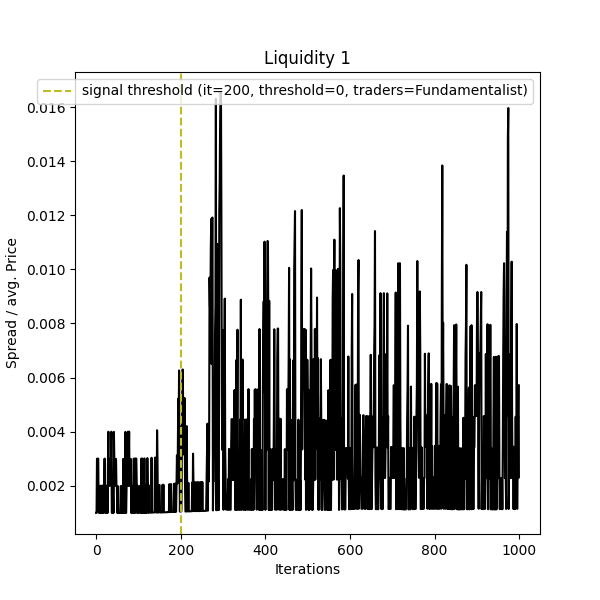 Liquidity 1
signal threshold (it=200, threshold=0, traders=Fundamentalist)
0.016
0.014
0.012
0.010
0.008
0.006
0.004
0.002
Spread / avg. Price
0 200 400 600 800 1000
Iterations